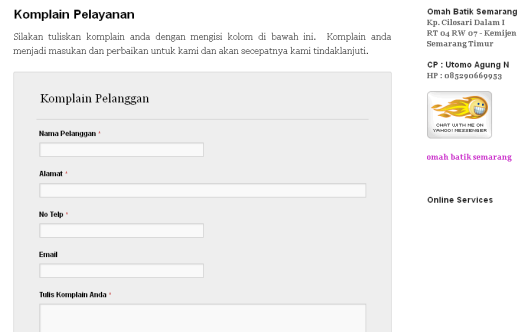 Komplain Pelayanan
Silakan tuliskan komplain anda dengan mengisi kolom di bawah ini. Komplain anda
menjadi masukan dan perbaikan untuk kami dan akan secepatnya kami tindaklanjuti.
Komplain Pelanggan
Nama Pelanggan *
Alamat *
No Telp *
Email
Tulis Komplain Anda *
Omah Batik Semarang
Kp. Cilosari Dalam I
RT 04 RW 07 - Kemijen
Semarang Timur
CP : Utomo Agung N
HP : 085290669953
CHAT WITH ME ON
YAHOO! MESSENGER
omah batik semarang
Online Services